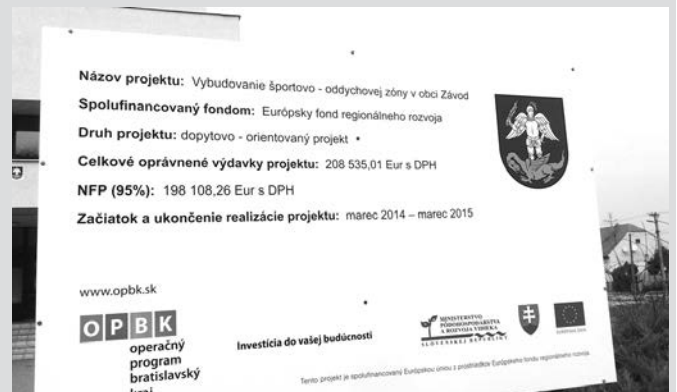 Názov projektu: Vybudovanie športovo - oddychovej zóny v obci Závod
Spolufinancovaný fondom: Európsky fond regionálneho rozvoja
Druh projektu: dopytovo - orientovaný projekt
Celkové oprávnené výdavky projektu: 208 535,01 Eur s DPH
NFP (95%): 198 108,26 Eur s DPH
Začiatok a ukončenie realizácie projektu: marec 2014 – marec 2015
www.opbk.sk
OPBK
operačný
program
bratislavský
kraj
Investícia do vašej budúcnosti
MINISTERSTVO
PÔDOHOSPODÁRSTVA
A ROZVOJA VIDIEKA
SLOVENSKEJ REPUBLIKY
EURÓPSKA ÚNIA
Tento projekt je spolufinancovaný Európskou úniou z prostriedkov Európskeho fondu regionálneho rozvoja